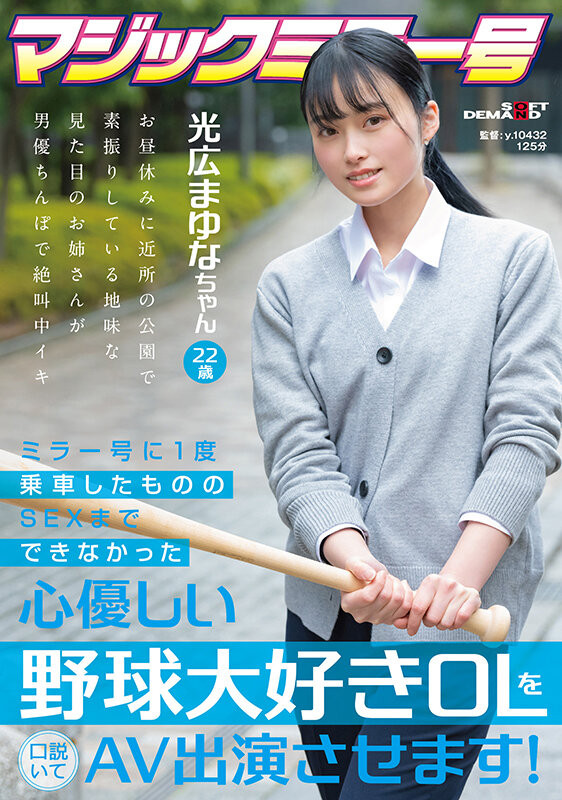 マジックミラー号
SOFT
ON
DEMAND
監督:y.10432
125分
光広まゆなちゃん
22歳
お昼休みに近所の公園で
素振りしている地味な
見た目のお姉さんが
男優ちんぽで絶叫中イキ
ミラー号に1度
乗車したものの
SEXまで
できなかった
心優しい
野球大好きOLを
口説いてAV出演させます!